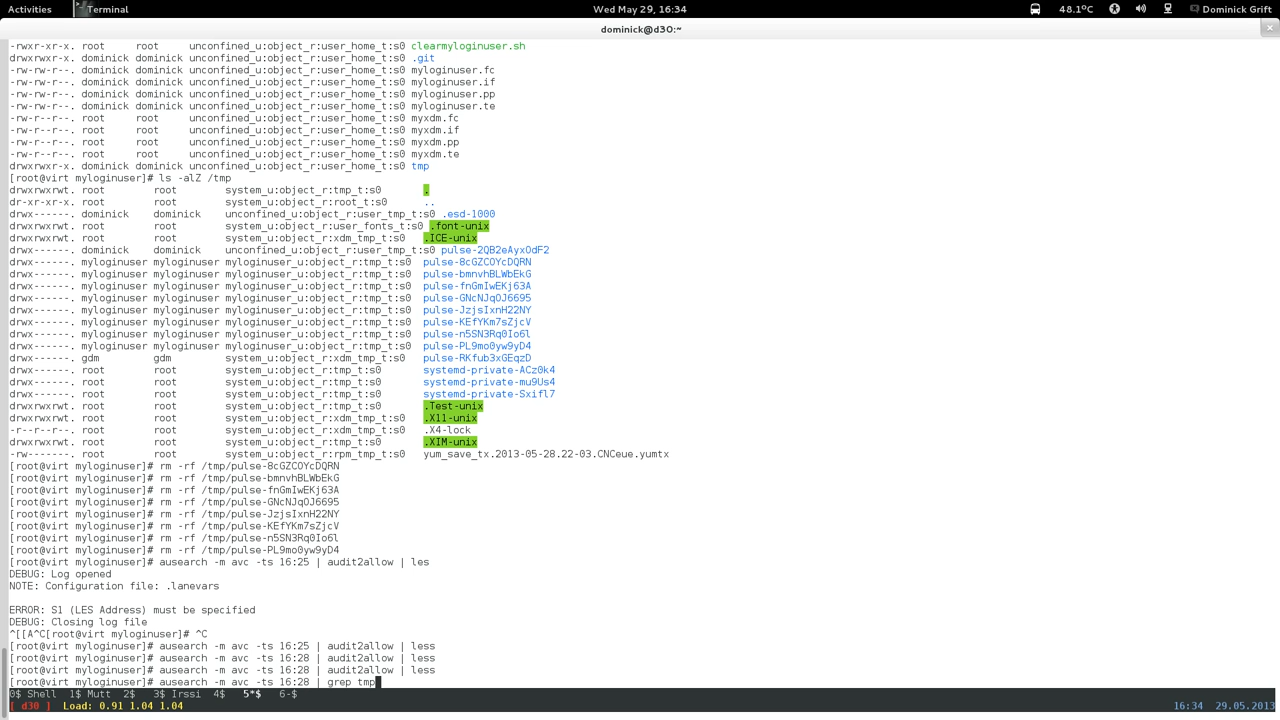 Activities Terminal Wed May 29, 16:34 48.1°C Dominick Grift
dominick@d30:~
-rwxr-xr-x. root root unconfined_u:object_r:user_home_t:s0 clearmyloginuser.sh
drwxrwxr-x. dominick dominick unconfined_u:object_r:user_home_t:s0 .git
-rw-rw-r--. dominick dominick unconfined_u:object_r:user_home_t:s0 myloginuser.fc
-rw-rw-r--. dominick dominick unconfined_u:object_r:user_home_t:s0 myloginuser.if
-rw-rw-r--. dominick dominick unconfined_u:object_r:user_home_t:s0 myloginuser.pp
-rw-rw-r--. dominick dominick unconfined_u:object_r:user_home_t:s0 myloginuser.te
-rw-r--r--. root root unconfined_u:object_r:user_home_t:s0 myxdm.fc
-rw-r--r--. root root unconfined_u:object_r:user_home_t:s0 myxdm.if
-rw-r--r--. root root unconfined_u:object_r:user_home_t:s0 myxdm.pp
-rw-r--r--. root root unconfined_u:object_r:user_home_t:s0 myxdm.te
drwxrwxr-x. dominick dominick unconfined_u:object_r:user_home_t:s0 tmp
[root@virt myloginuser]# ls -alZ /tmp
drwxrwxrwt. root root system_u:object_r:tmp_t:s0 .
dr-xr-xr-x. root root system_u:object_r:root_t:s0 ..
drwx------. dominick dominick unconfined_u:object_r:user_tmp_t:s0 .esd-1000
drwxrwxrwt. root root system_u:object_r:user_fonts_t:s0 .font-unix
drwxrwxrwt. root root system_u:object_r:xdm_tmp_t:s0 .ICE-unix
drwx------. dominick dominick unconfined_u:object_r:user_tmp_t:s0 pulse-2QB2eAyxOdF2
drwx------. myloginuser myloginuser system_u:object_r:tmp_t:s0 pulse-8cGZCOYcDQRN
drwx------. myloginuser myloginuser system_u:object_r:tmp_t:s0 pulse-bmnvhBLWbEkG
drwx------. myloginuser myloginuser system_u:object_r:tmp_t:s0 pulse-fnGmIwEKj63A
drwx------. myloginuser myloginuser system_u:object_r:tmp_t:s0 pulse-GNcNJqOJ6695
drwx------. myloginuser myloginuser system_u:object_r:tmp_t:s0 pulse-JzjsIxnH22NY
drwx------. myloginuser myloginuser system_u:object_r:tmp_t:s0 pulse-KEfYKm7sZjcV
drwx------. myloginuser myloginuser system_u:object_r:tmp_t:s0 pulse-n5SN3Rq0Io6l
drwx------. myloginuser myloginuser system_u:object_r:tmp_t:s0 pulse-PL9mo0yw9yD4
drwx------. gdm gdm system_u:object_r:xdm_tmp_t:s0 pulse-RKfub3xGEqzD
drwx------. root root system_u:object_r:tmp_t:s0 systemd-private-ACz0k4
drwx------. root root system_u:object_r:tmp_t:s0 systemd-private-mu9Us4
drwx------. root root system_u:object_r:tmp_t:s0 systemd-private-Sxifl7
drwxrwxrwt. root root system_u:object_r:tmp_t:s0 .Test-unix
drwxrwxrwt. root root system_u:object_r:xdm_tmp_t:s0 .X11-unix
-r--r--r--. root root system_u:object_r:xdm_tmp_t:s0 .X4-lock
drwxrwxrwt. root root system_u:object_r:tmp_t:s0 .XIM-unix
-rw-------. root root system_u:object_r:rpm_tmp_t:s0 yum_save_tx.2013-05-28.22-03.CNCeue.yumtx
[root@virt myloginuser]# rm -rf /tmp/pulse-8cGZCOYcDQRN
[root@virt myloginuser]# rm -rf /tmp/pulse-bmnvhBLWbEkG
[root@virt myloginuser]# rm -rf /tmp/pulse-fnGmIwEKj63A
[root@virt myloginuser]# rm -rf /tmp/pulse-GNcNJqOJ6695
[root@virt myloginuser]# rm -rf /tmp/pulse-JzjsIxnH22NY
[root@virt myloginuser]# rm -rf /tmp/pulse-KEfYKm7sZjcV
[root@virt myloginuser]# rm -rf /tmp/pulse-n5SN3Rq0Io6l
[root@virt myloginuser]# rm -rf /tmp/pulse-PL9mo0yw9yD4
[root@virt myloginuser]# ausearch -m avc -ts 16:25 | audit2allow | les
DEBUG: Log opened
NOTE: Configuration file: .lanevars
ERROR: S1 (LES Address) must be specified
DEBUG: Closing log file
^[[A^C[root@virt myloginuser]# ^C
[root@virt myloginuser]# ausearch -m avc -ts 16:25 | audit2allow | less
[root@virt myloginuser]# ausearch -m avc -ts 16:28 | audit2allow | less
[root@virt myloginuser]# ausearch -m avc -ts 16:28 | audit2allow | less
[root@virt myloginuser]# ausearch -m avc -ts 16:28 | grep tmp
0$ Shell 1$ Mutt 2$ 3$ Irssi 4$ 5*$ 6-$
[ d30 ] Load: 0.91 1.04 1.04 16:34 29.05.2013